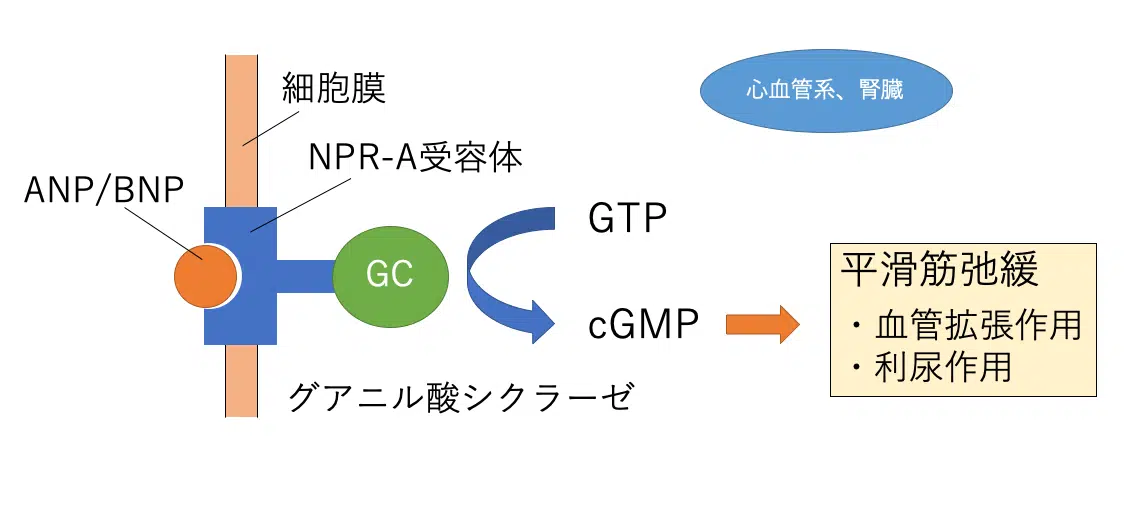 細胞膜
心血管系、腎臓
NPR-A受容体
ANP/BNP
GTP
GC
平滑筋弛緩
・血管拡張作用
・利尿作用
cGMP
グアニル酸シクラーゼ